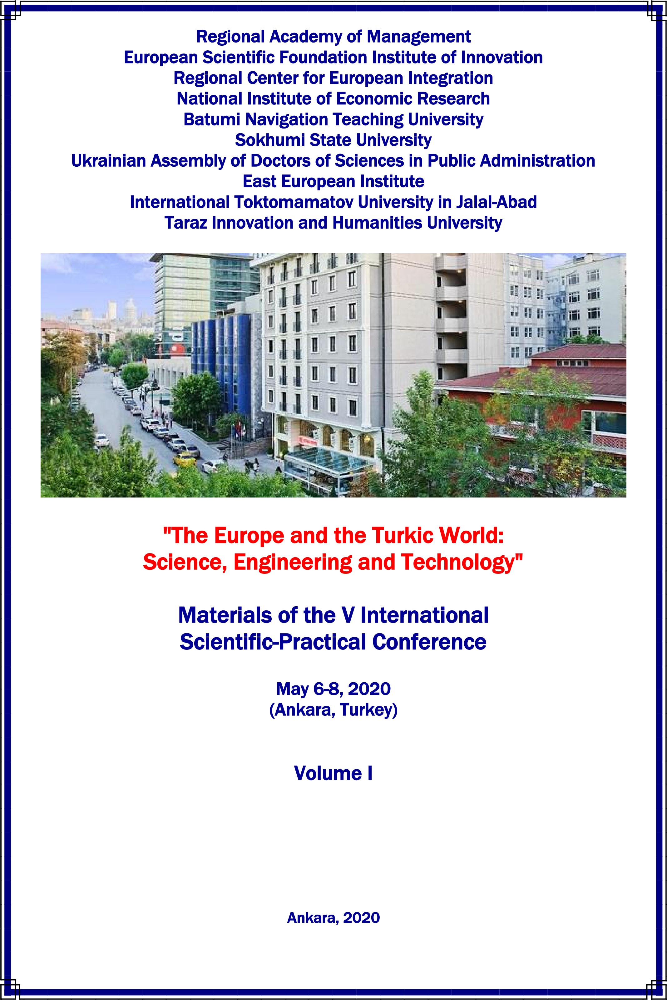 Regional Academy of Management
European Scientific Foundation Institute of Innovation
Regional Center for European Integration
National Institute of Economic Research
Batumi Navigation Teaching University
Sokhumi State University
Ukrainian Assembly of Doctors of Sciences in Public Administration
East European Institute
International Toktomamatov University in Jalal-Abad
Taraz Innovation and Humanities University
"The Europe and the Turkic World:
Science, Engineering and Technology"
Materials of the V International
Scientific-Practical Conference
May 6-8, 2020
(Ankara, Turkey)
Volume I
Ankara, 2020